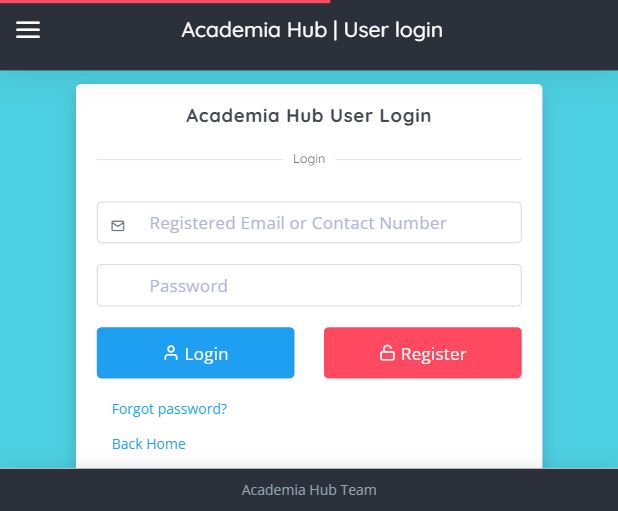 Academia Hub | User login
Academia Hub User Login
Login
Registered Email or Contact Number
Password
Login
Register
Forgot password?
Back Home
Academia Hub Team